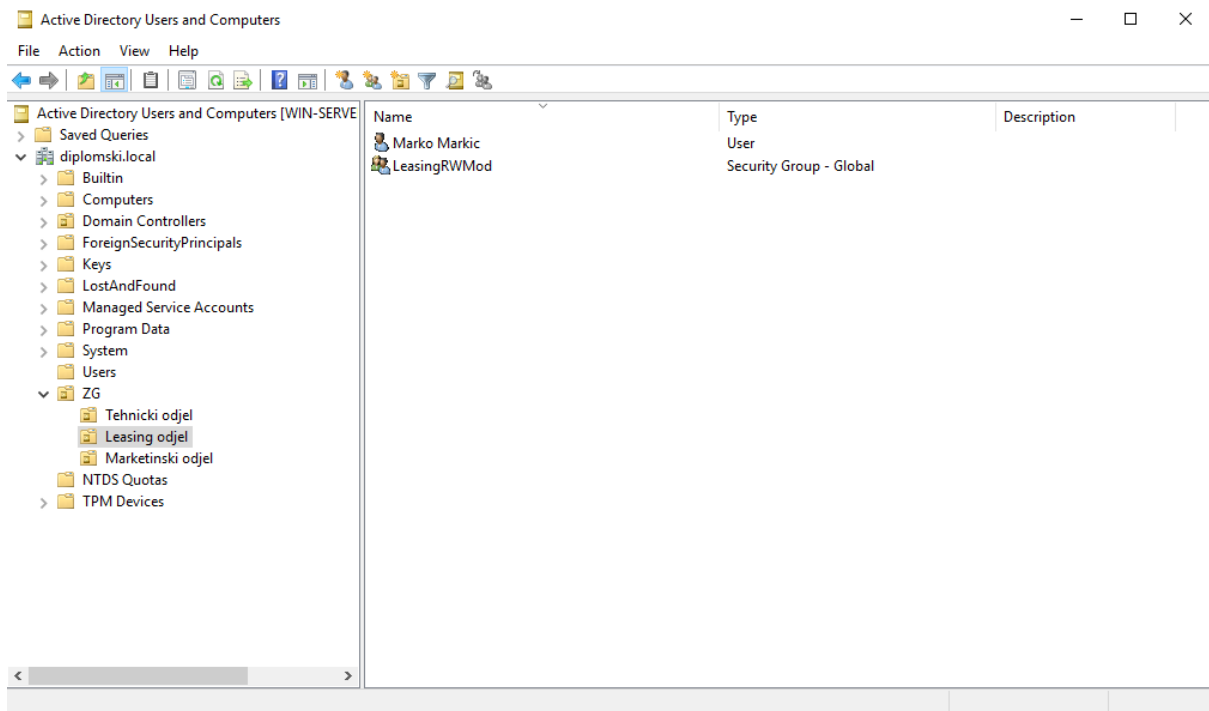 Active Directory Users and Computers
File Action View Help
Active Directory Users and Computers [WIN-SERVE
Saved Queries
diplomski.local
Builtin
Computers
Domain Controllers
ForeignSecurityPrincipals
Keys
LostAndFound
Managed Service Accounts
Program Data
System
Users
ZG
Tehnicki odjel
Leasing odjel
Marketinski odjel
NTDS Quotas
TPM Devices
Name Type Description
Marko Markic User
LeasingRWMod Security Group - Global